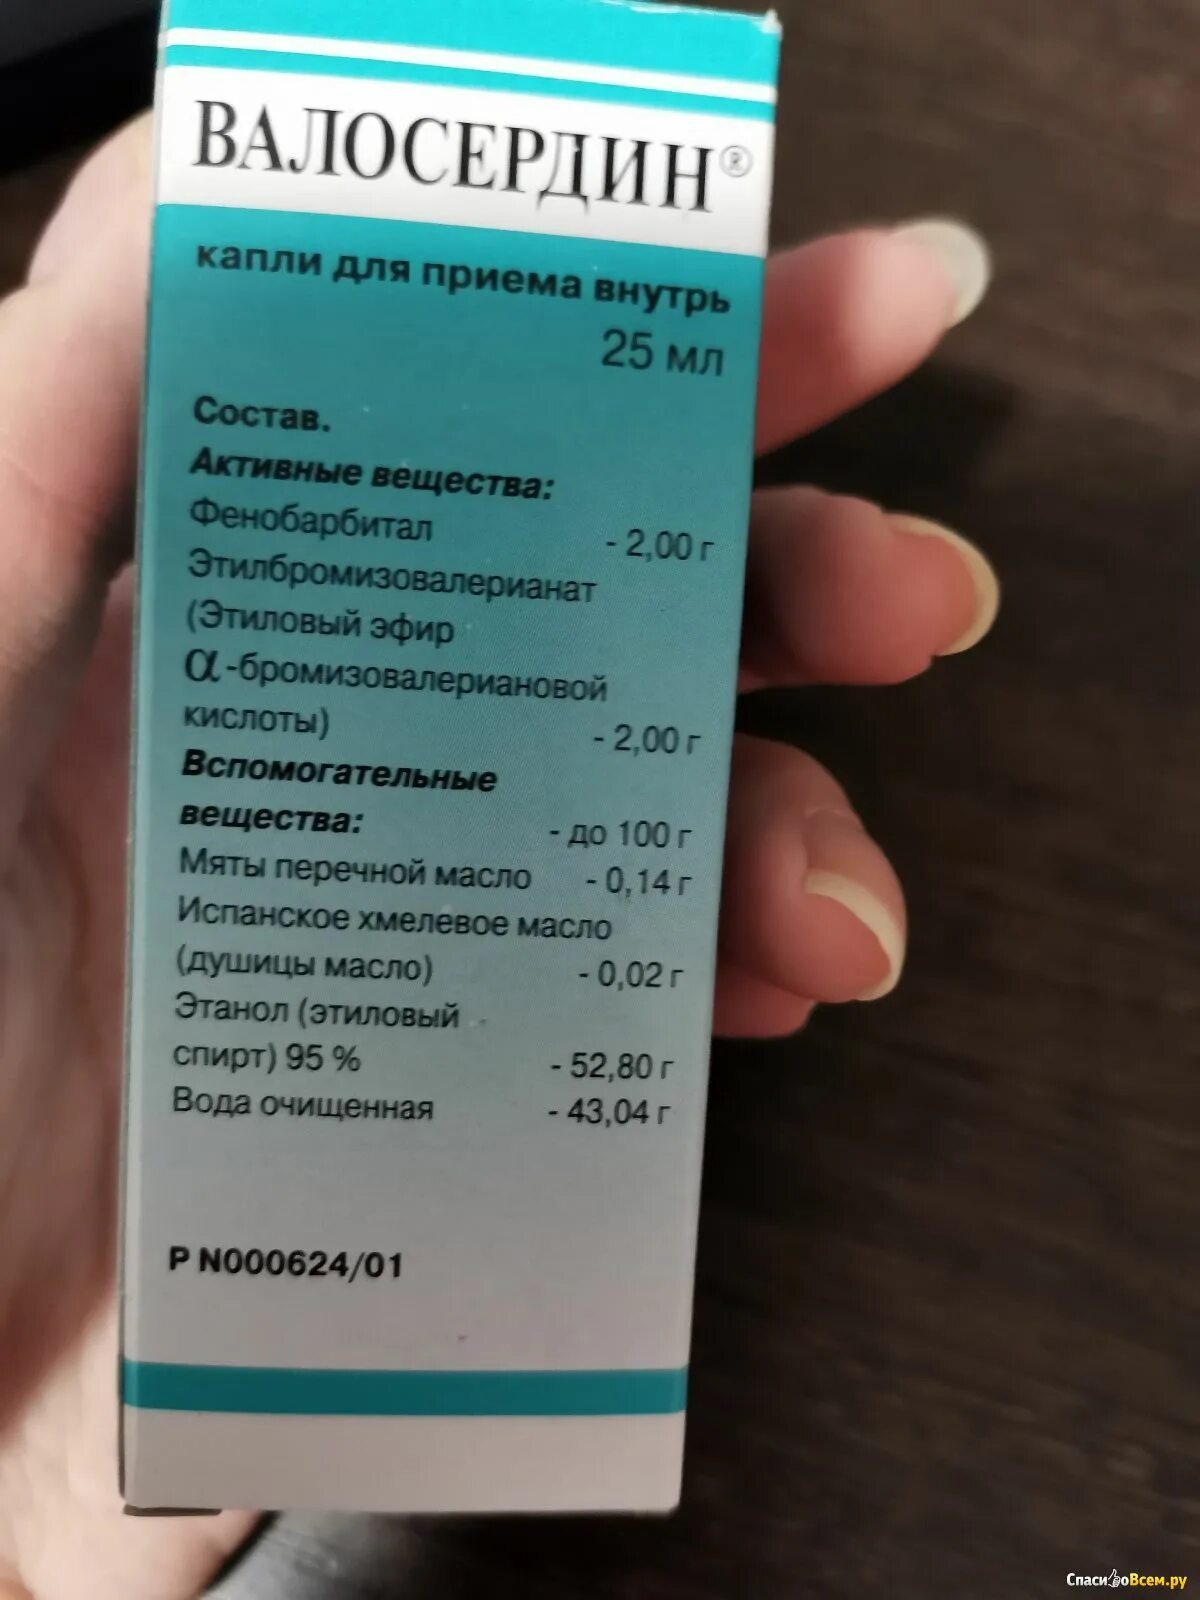 ВАЛОСЕРДИН®
капли для приема внутрь
25 мл
Состав.
Активные вещества:
Фенобарбитал - 2,00 г
Этилбромизовалерианат
(Этиловый эфир
α-бромизовалериановой
кислоты) - 2,00 г
Вспомогательные
вещества: - до 100 г
Мяты перечной масло - 0,14 г
Испанское хмелевое масло
(душицы масло) - 0,02 г
Этанол (этиловый
спирт) 95 % - 52,80 г
Вода очищенная - 43,04 г
P N000624/01
СпасибоВсем.ру